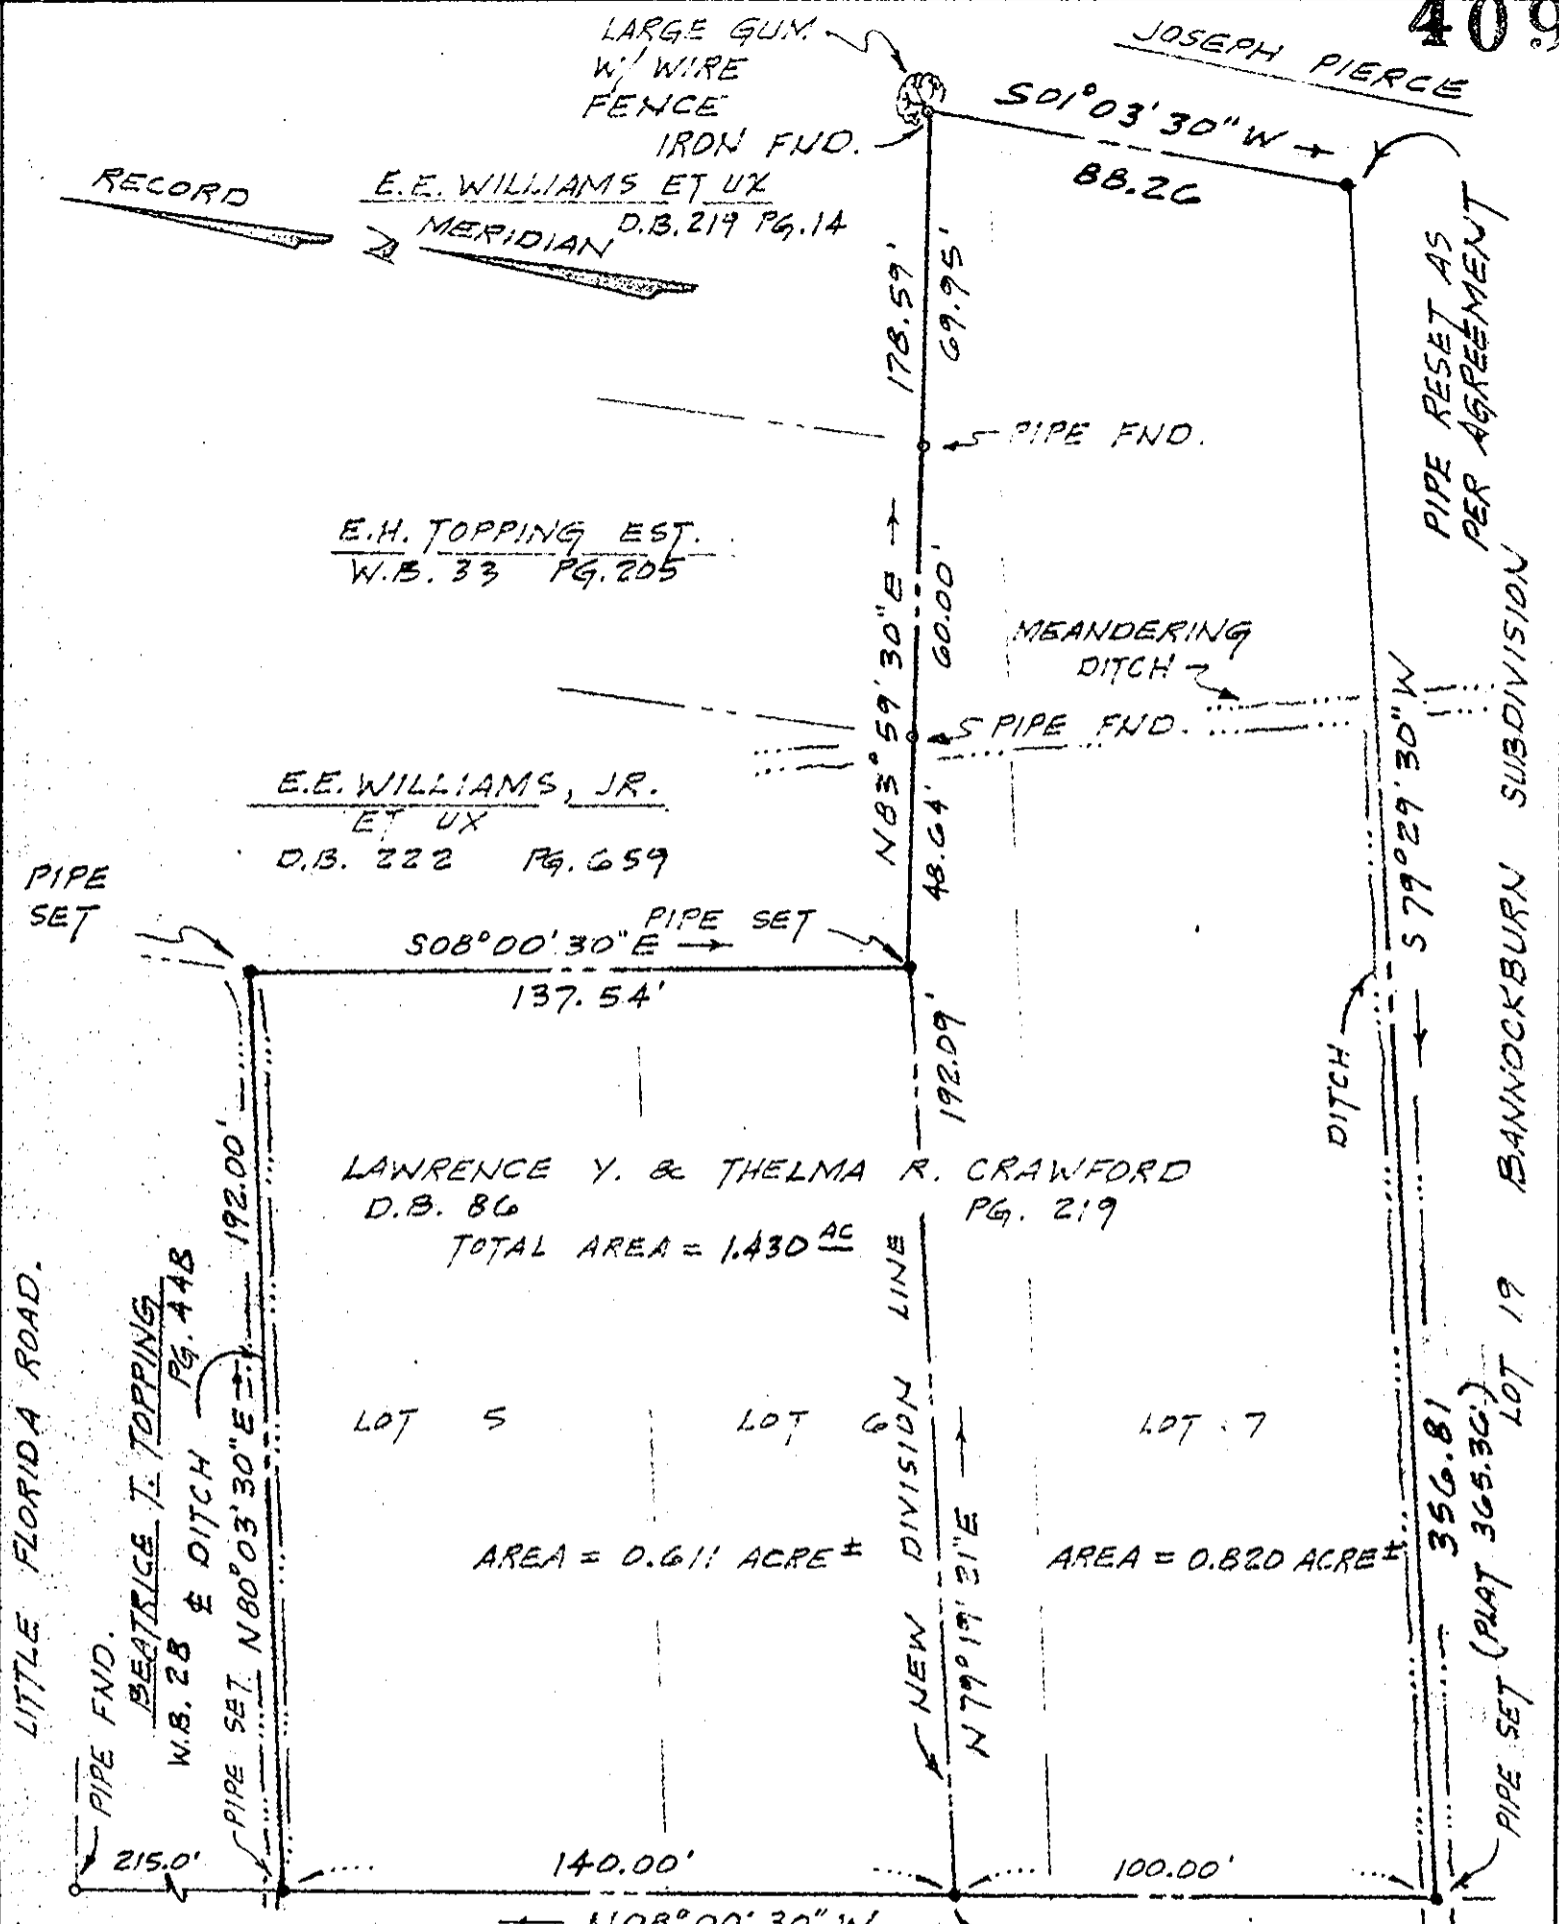 409
LARGE GUM
W/ WIRE
FENCE
IRON FND.
JOSEPH PIERCE
S01°03'30"W →
88.26
RECORD
MERIDIAN
E.E. WILLIAMS ET UX
D.B. 219 PG. 14
178.59'
69.95'
PIPE RESET AS
PER AGREEMENT
PIPE FND.
E.H. TOPPING EST.
W.B. 33 PG. 205
N83°59'30"E →
60.00'
MEANDERING
DITCH
PIPE FND.
E.E. WILLIAMS, JR.
ET UX
D.B. 222 PG. 659
48.64'
S 79°29'30"W
PIPE
SET
PIPE SET
S08°00'30"E →
137.54'
192.09'
DITCH
BANNOCKBURN SUBDIVISION
LOT 19
LAWRENCE Y. & THELMA R. CRAWFORD
D.B. 86 PG. 219
TOTAL AREA = 1.430 AC
LITTLE FLORIDA ROAD.
BEATRICE T. TOPPING
W.B. 28 PG. 448
℄ DITCH
192.00'
N80°03'30"E →
PIPE SET
PIPE FND.
LOT 5
LOT 6
LOT 7
AREA = 0.611 ACRE ±
AREA = 0.820 ACRE ±
NEW DIVISION LINE
N79°19'31"E →
356.81
(PLAT 365.36')
PIPE SET
215.0'
140.00'
100.00'
← N08°00'30"W